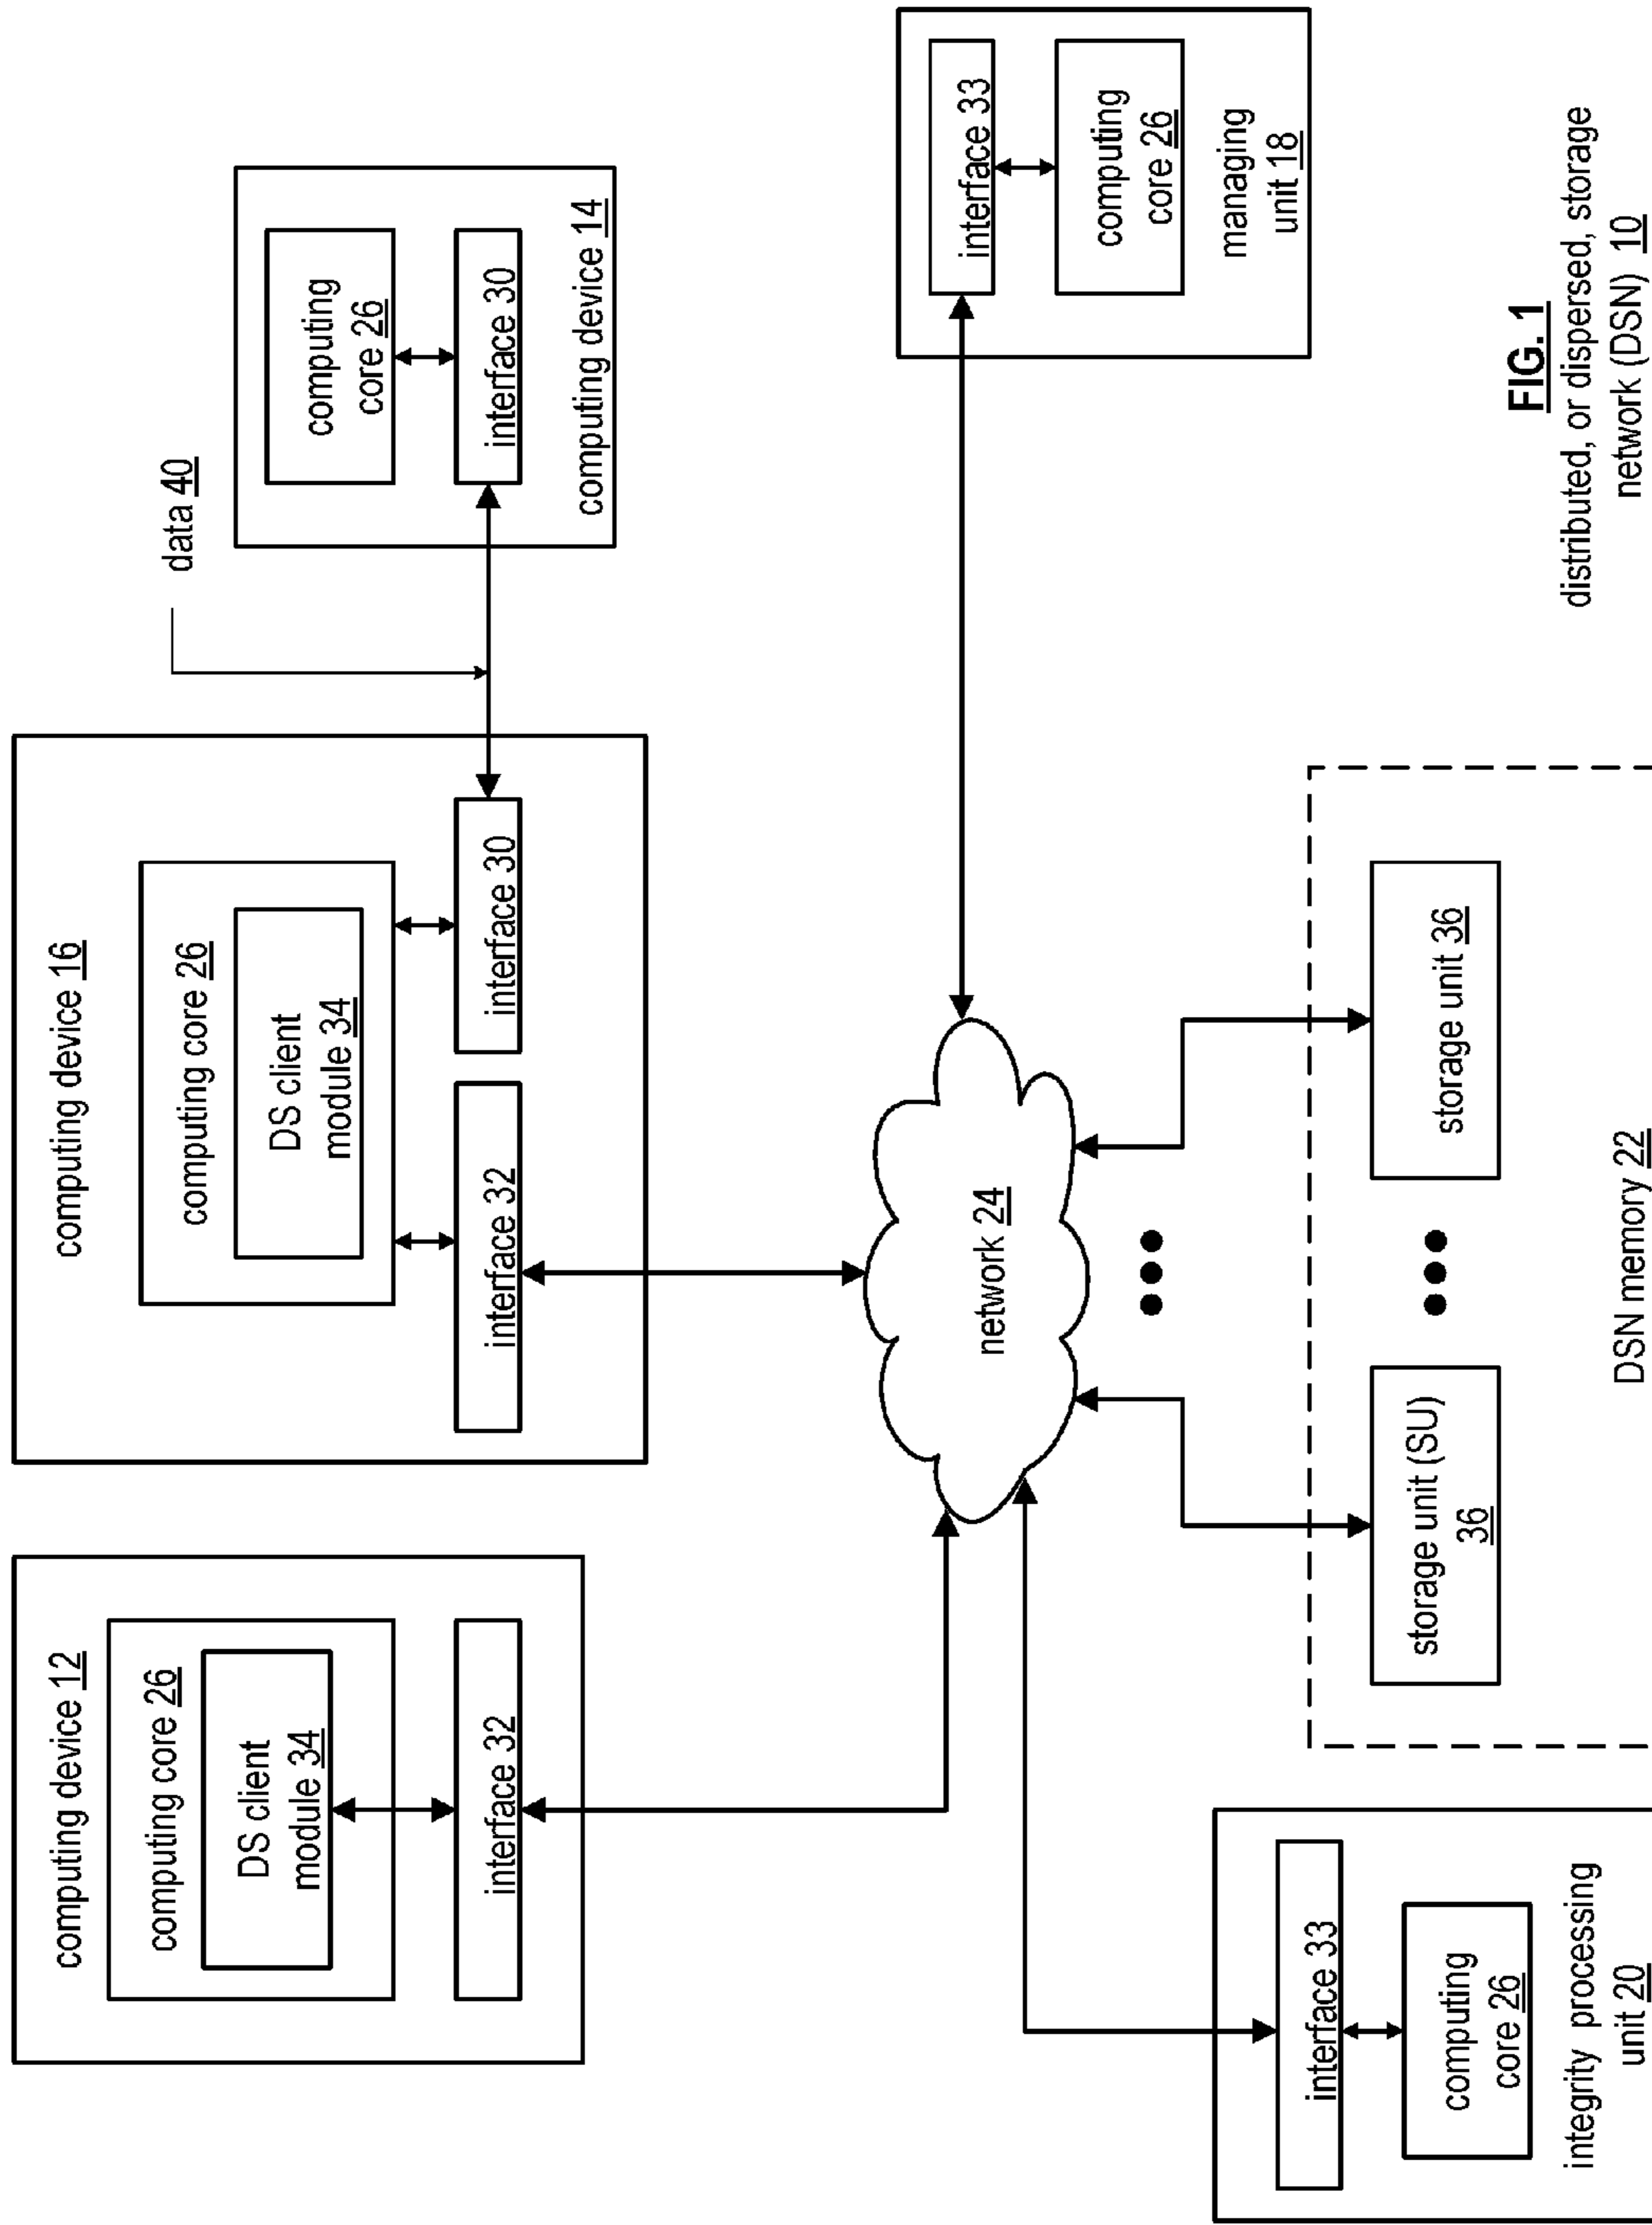 computing device 12
computing core 26
DS client
module 34
interface 32
computing device 16
computing core 26
DS client
module 34
interface 32
interface 30
data 40
computing
core 26
interface 30
computing device 14
network 24
interface 33
computing
core 26
managing
unit 18
interface 33
computing
core 26
integrity processing
unit 20
storage unit (SU)
36
storage unit 36
DSN memory 22
FIG. 1
distributed, or dispersed, storage
network (DSN) 10